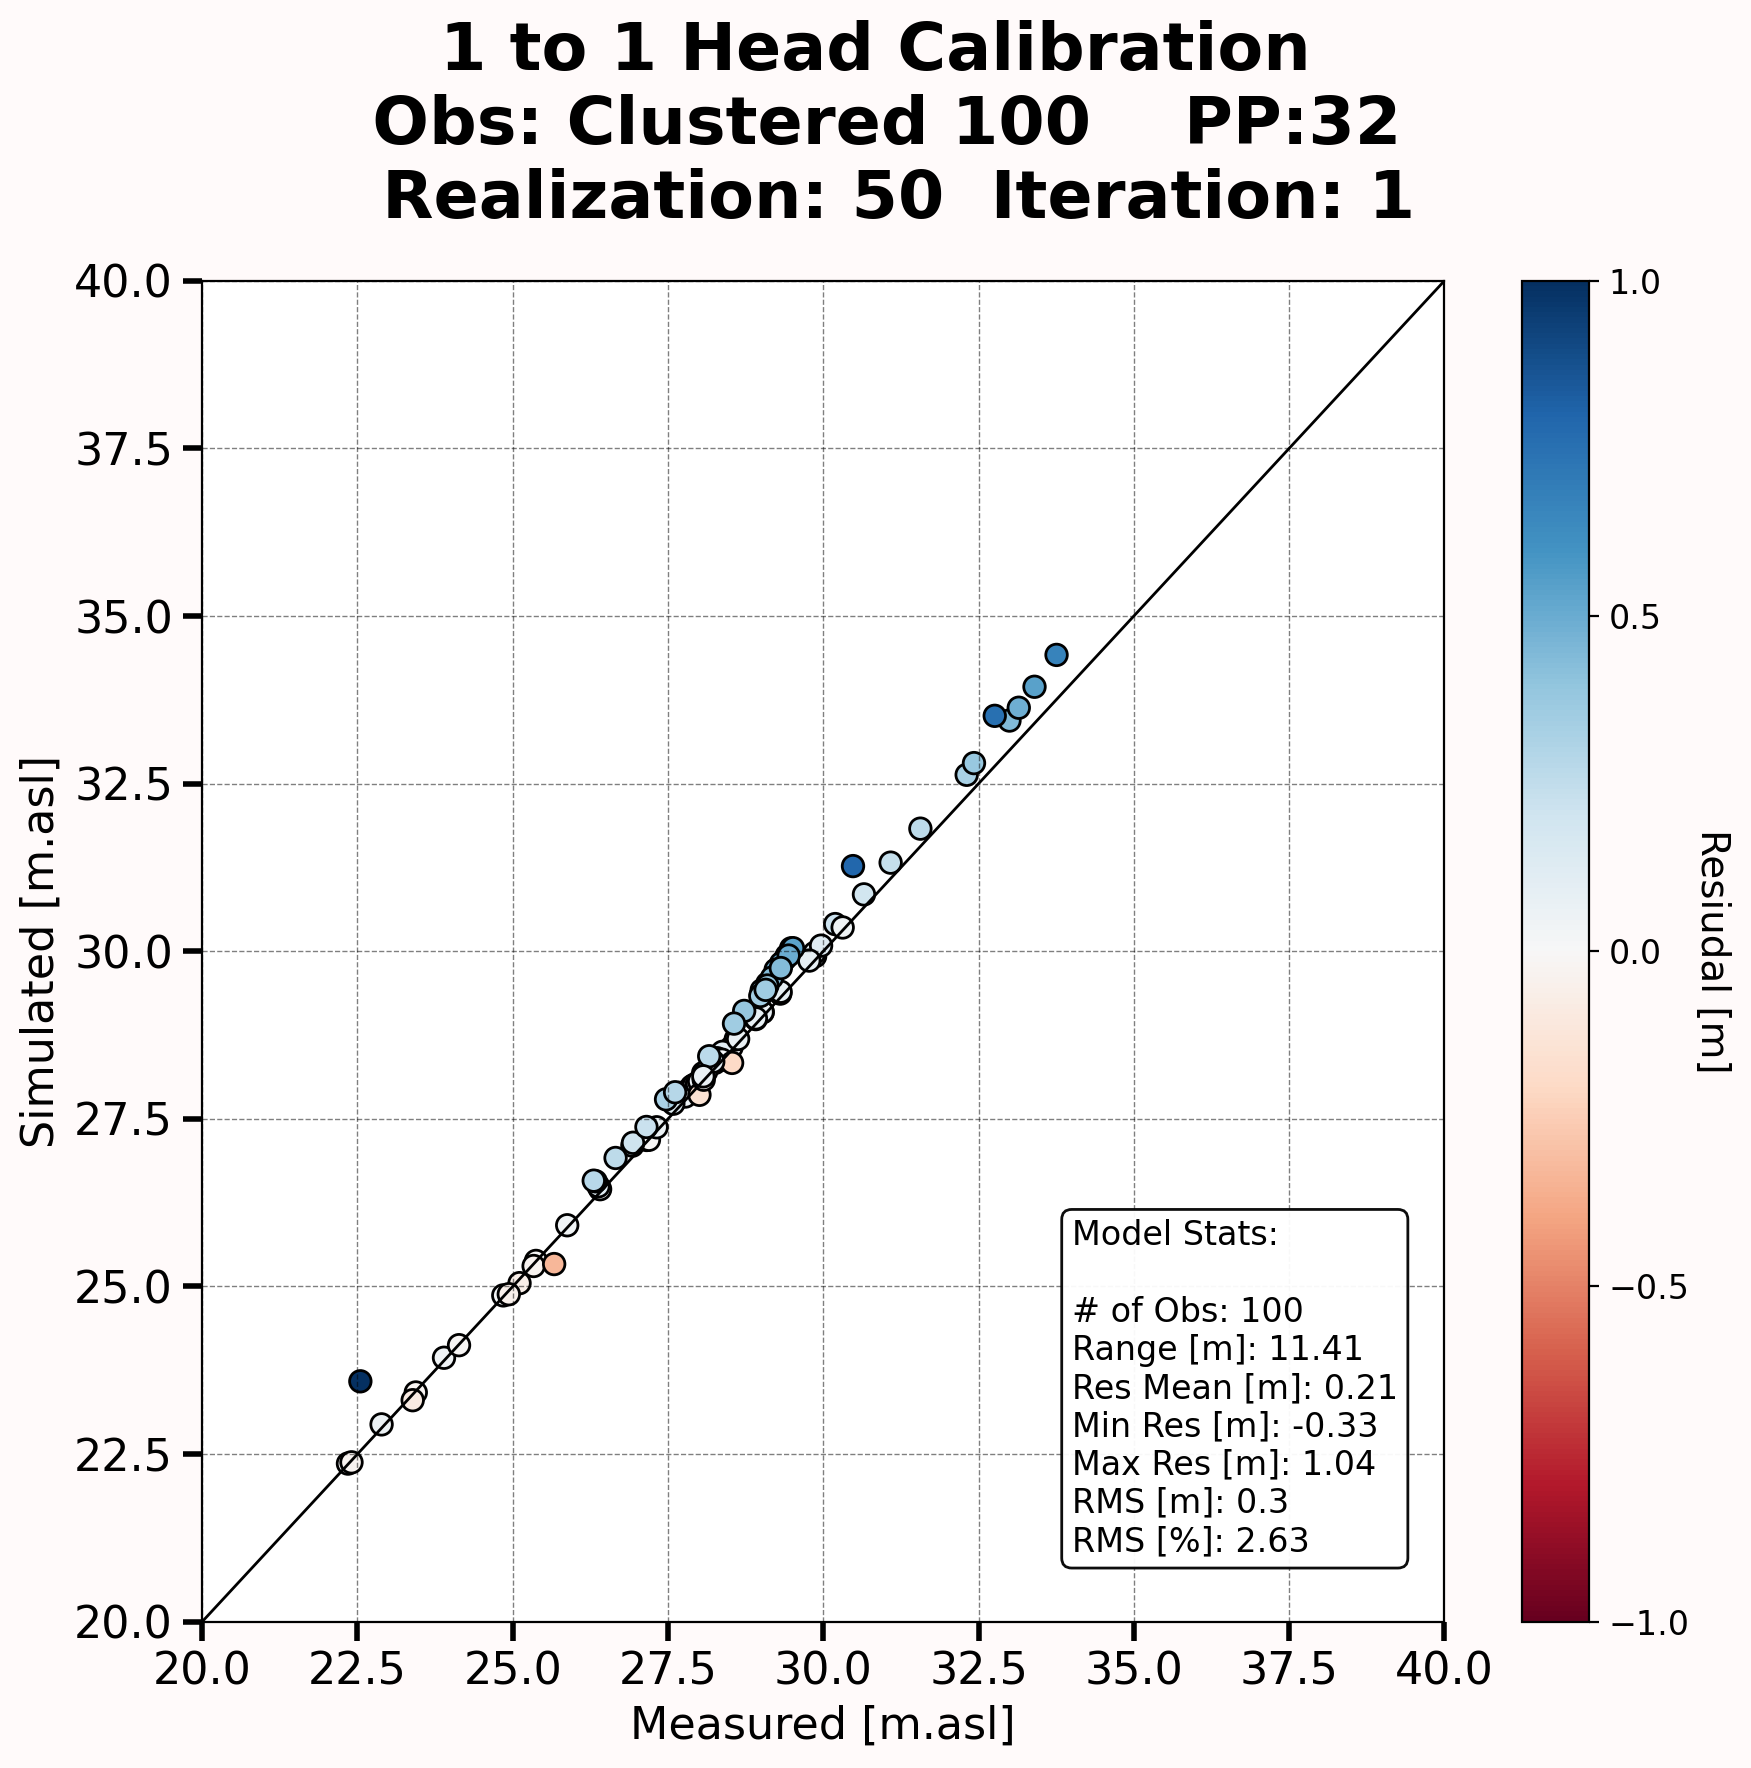 1 to 1 Head Calibration
Obs: Clustered 100 PP:32
Realization: 50 Iteration: 1
40.0
37.5
35.0
32.5
30.0
27.5
25.0
22.5
20.0
Simulated [m.asl]
20.0 22.5 25.0 27.5 30.0 32.5 35.0 37.5 40.0
Measured [m.asl]
Model Stats:
# of Obs: 100
Range [m]: 11.41
Res Mean [m]: 0.21
Min Res [m]: -0.33
Max Res [m]: 1.04
RMS [m]: 0.3
RMS [%]: 2.63
1.0
0.5
0.0
−0.5
−1.0
Resiudal [m]